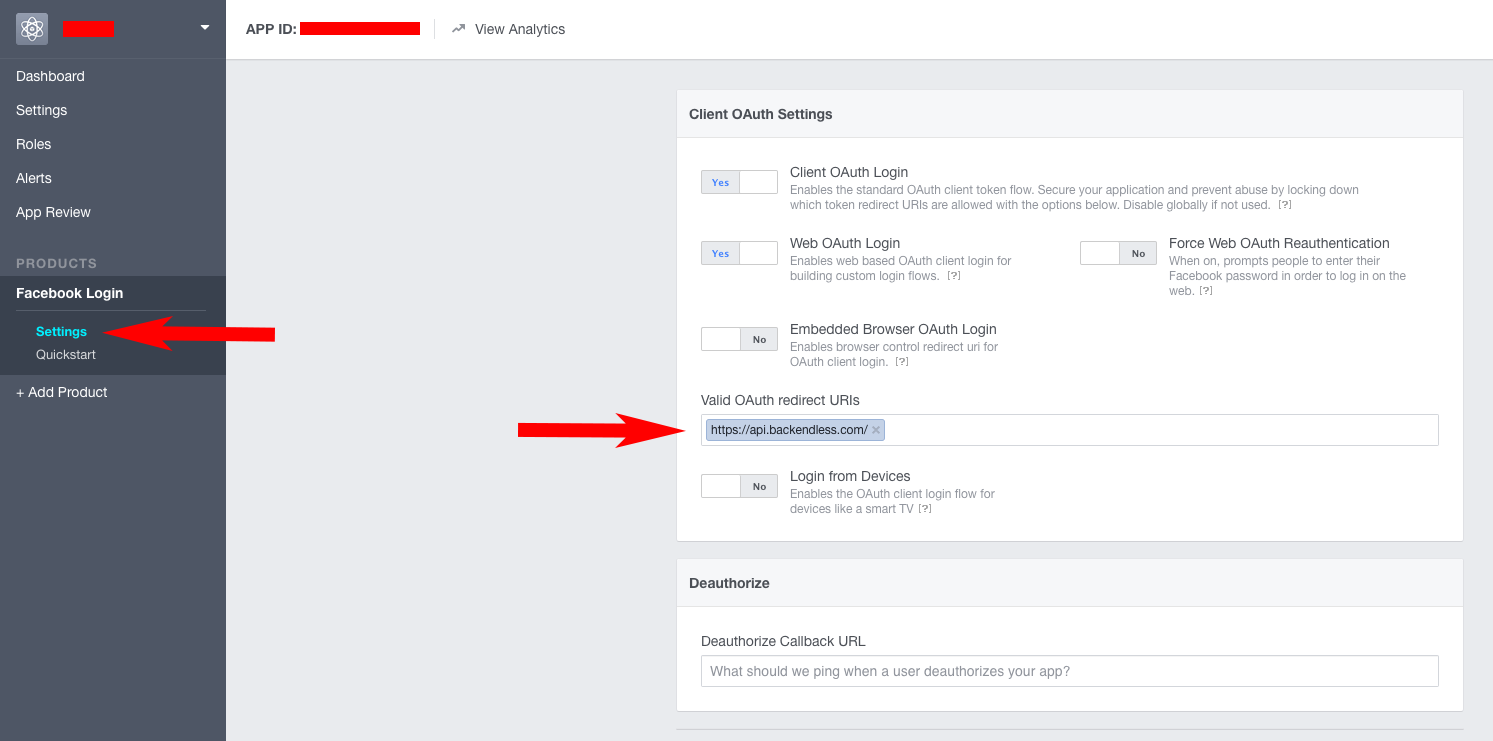 APP ID:
View Analytics
Dashboard
Settings
Roles
Alerts
App Review
PRODUCTS
Facebook Login
Settings
Quickstart
+ Add Product
Client OAuth Settings
Yes
Client OAuth Login
Enables the standard OAuth client token flow. Secure your application and prevent abuse by locking down
which token redirect URIs are allowed with the options below. Disable globally if not used. [?]
Yes
Web OAuth Login
Enables web based OAuth client login for
building custom login flows. [?]
No
Force Web OAuth Reauthentication
When on, prompts people to enter their
Facebook password in order to log in on the
web. [?]
No
Embedded Browser OAuth Login
Enables browser control redirect uri for
OAuth client login. [?]
Valid OAuth redirect URIs
https://api.backendless.com/ ×
No
Login from Devices
Enables the OAuth client login flow for
devices like a smart TV [?]
Deauthorize
Deauthorize Callback URL
What should we ping when a user deauthorizes your app?